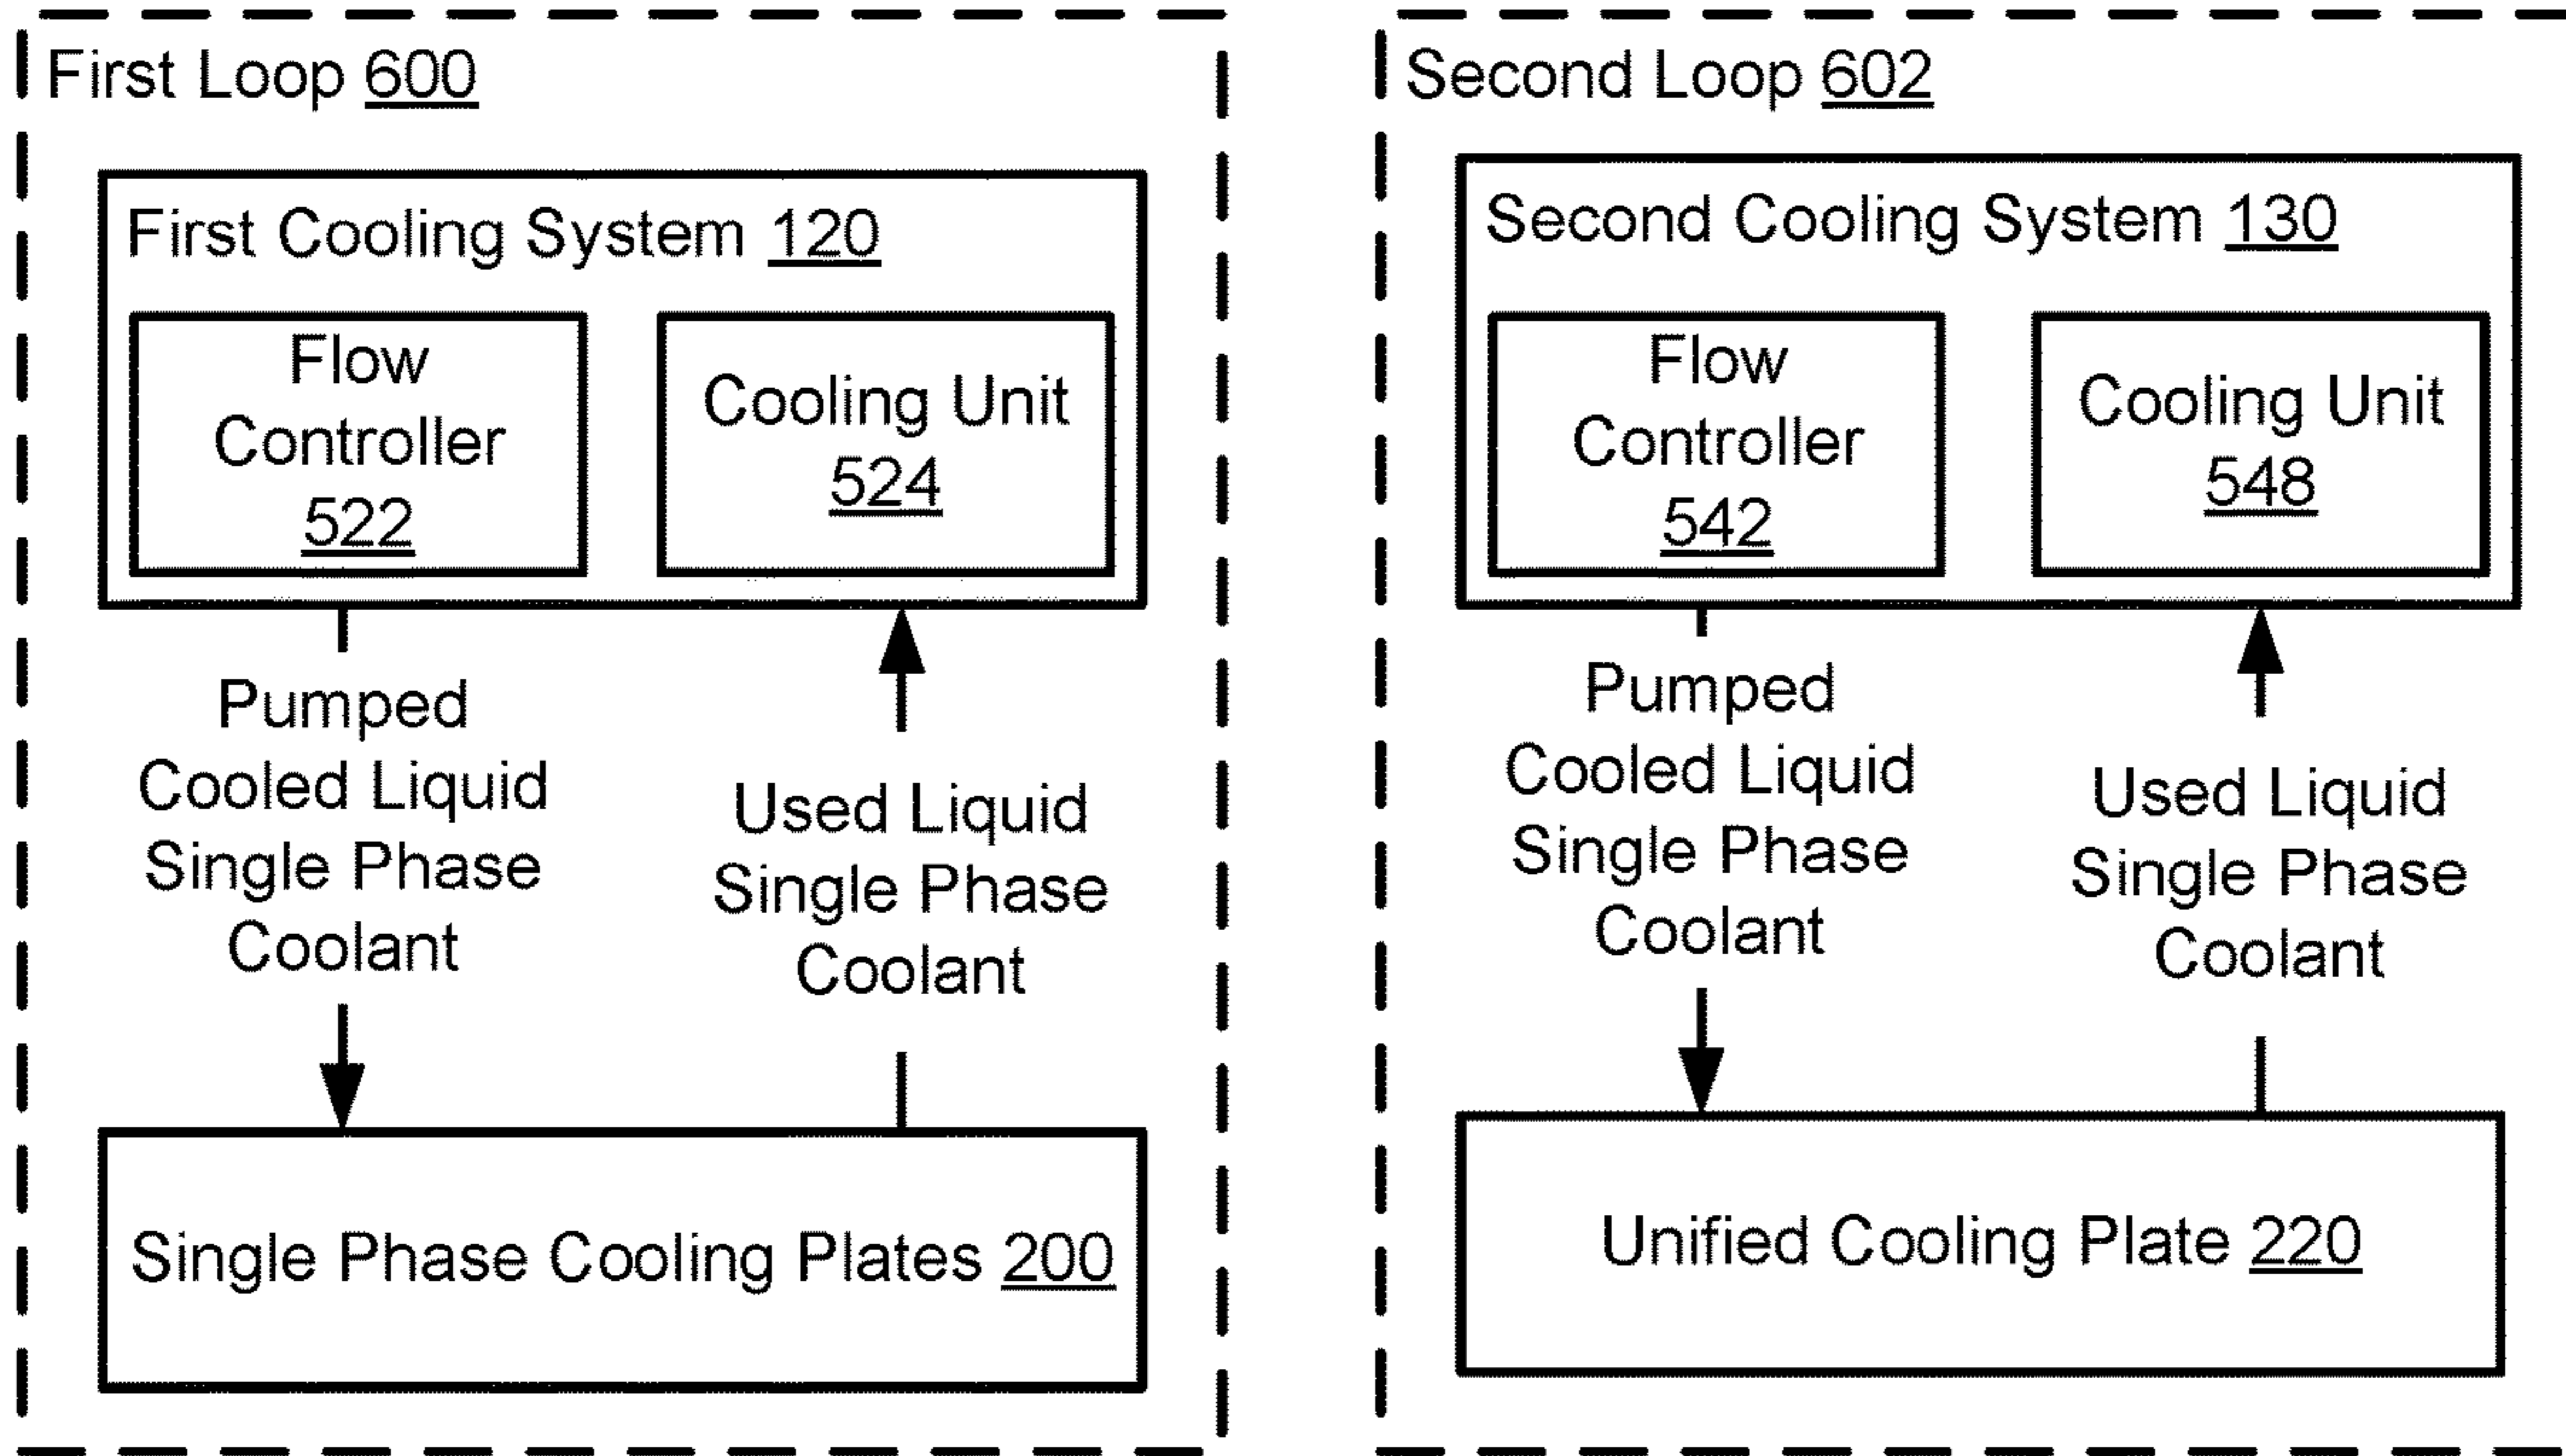 First Loop 600
First Cooling System 120
Flow
Controller
522
Cooling Unit
524
Pumped
Cooled Liquid
Single Phase
Coolant
Used Liquid
Single Phase
Coolant
Single Phase Cooling Plates 200
Second Loop 602
Second Cooling System 130
Flow
Controller
542
Cooling Unit
548
Pumped
Cooled Liquid
Single Phase
Coolant
Used Liquid
Single Phase
Coolant
Unified Cooling Plate 220